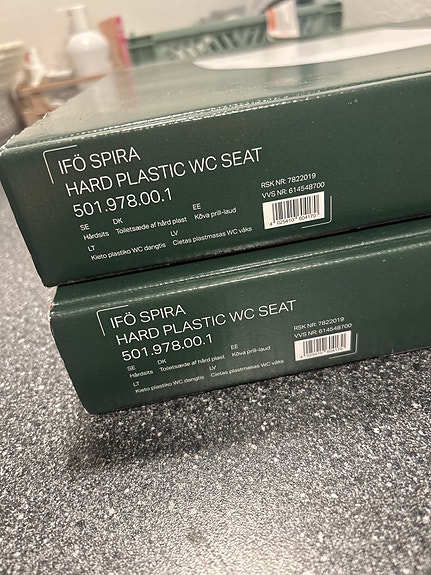 IFÖ SPIRA
HARD PLASTIC WC SEAT
501.978.00.1
RSK NR: 7822019
VVS NR: 614548700
SE
Hårdsits
DK
Toiletsæde af hård plast
EE
Kõva prill-laud
LT
Kieto plastiko WC dangtis
LV
Cietas plastmasas WC vāks
4 025410 604170
IFÖ SPIRA
HARD PLASTIC WC SEAT
501.978.00.1
RSK NR: 7822019
VVS NR: 614548700
SE
Hårdsits
DK
Toiletsæde af hård plast
EE
Kõva prill-laud
LT
Kieto plastiko WC dangtis
LV
Cietas plastmasas WC vāks